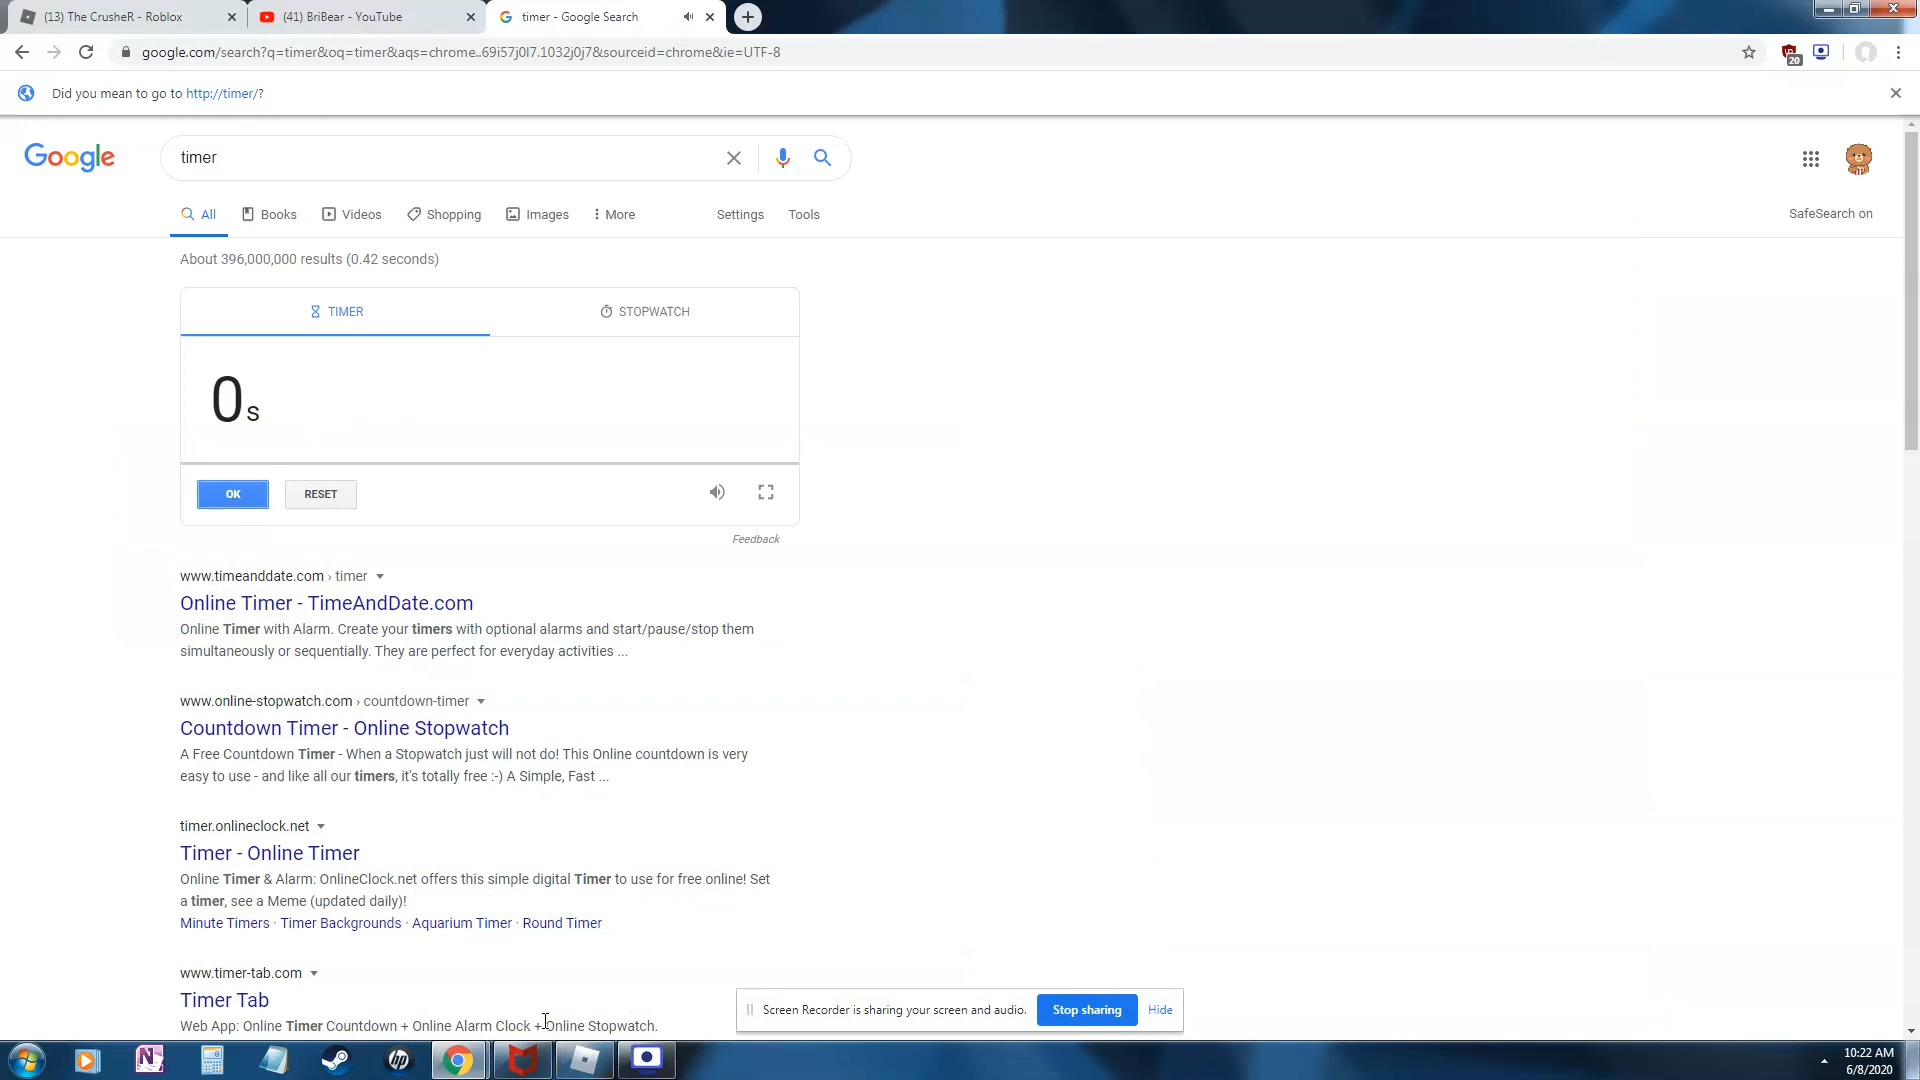 (13) The CrusheR - Roblox
(41) BriBear - YouTube
timer - Google Search
google.com/search?q=timer&oq=timer&aqs=chrome..69i57j0l7.1032j0j7&sourceid=chrome&ie=UTF-8
20
Did you mean to go to http://timer/?
Google
timer
All
Books
Videos
Shopping
Images
More
Settings
Tools
SafeSearch on
About 396,000,000 results (0.42 seconds)
TIMER
STOPWATCH
0s
OK
RESET
Feedback
www.timeanddate.com › timer
Online Timer - TimeAndDate.com
Online Timer with Alarm. Create your timers with optional alarms and start/pause/stop them
simultaneously or sequentially. They are perfect for everyday activities ...
www.online-stopwatch.com › countdown-timer
Countdown Timer - Online Stopwatch
A Free Countdown Timer - When a Stopwatch just will not do! This Online countdown is very
easy to use - and like all our timers, it's totally free :-) A Simple, Fast ...
timer.onlineclock.net
Timer - Online Timer
Online Timer & Alarm: OnlineClock.net offers this simple digital Timer to use for free online! Set
a timer, see a Meme (updated daily)!
Minute Timers · Timer Backgrounds · Aquarium Timer · Round Timer
www.timer-tab.com
Timer Tab
Web App: Online Timer Countdown + Online Alarm Clock + Online Stopwatch.
Screen Recorder is sharing your screen and audio.
Stop sharing
Hide
N
hp
10:22 AM
6/8/2020